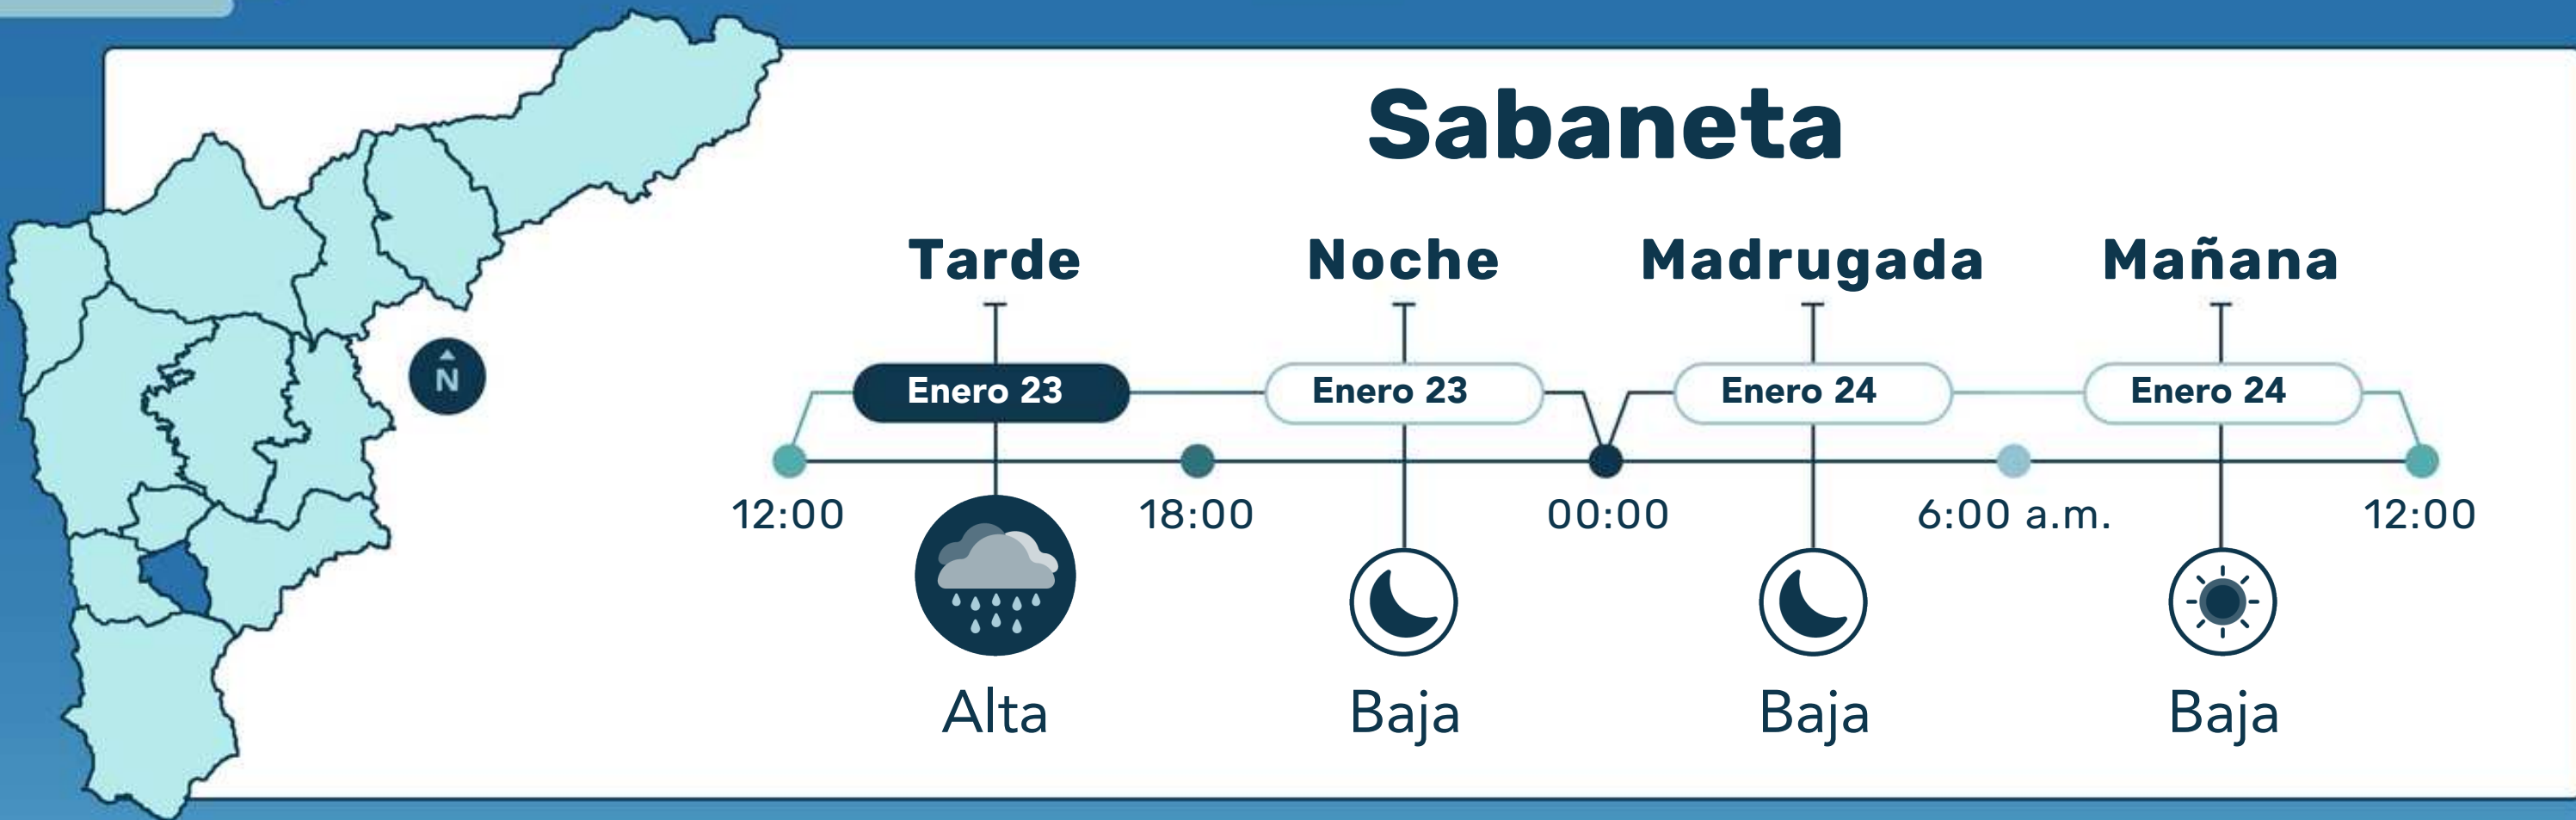 Sabaneta
Tarde Noche Madrugada Mañana
N
Enero 23 Enero 23 Enero 24 Enero 24
12:00 18:00 00:00 6:00 a.m. 12:00
Alta Baja Baja Baja